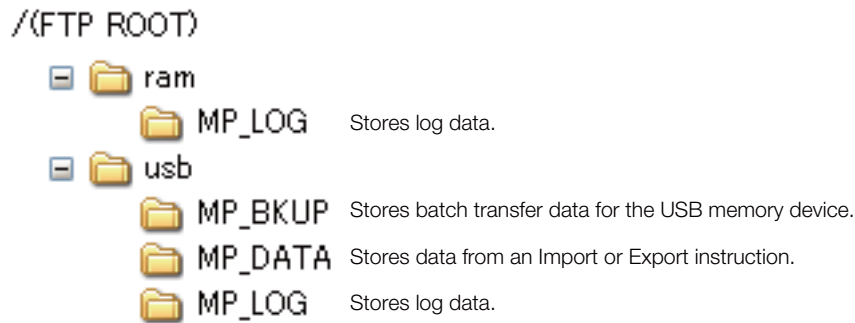 /(FTP ROOT)
ram
MP_LOG Stores log data.
usb
MP_BKUP Stores batch transfer data for the USB memory device.
MP_DATA Stores data from an Import or Export instruction.
MP_LOG Stores log data.